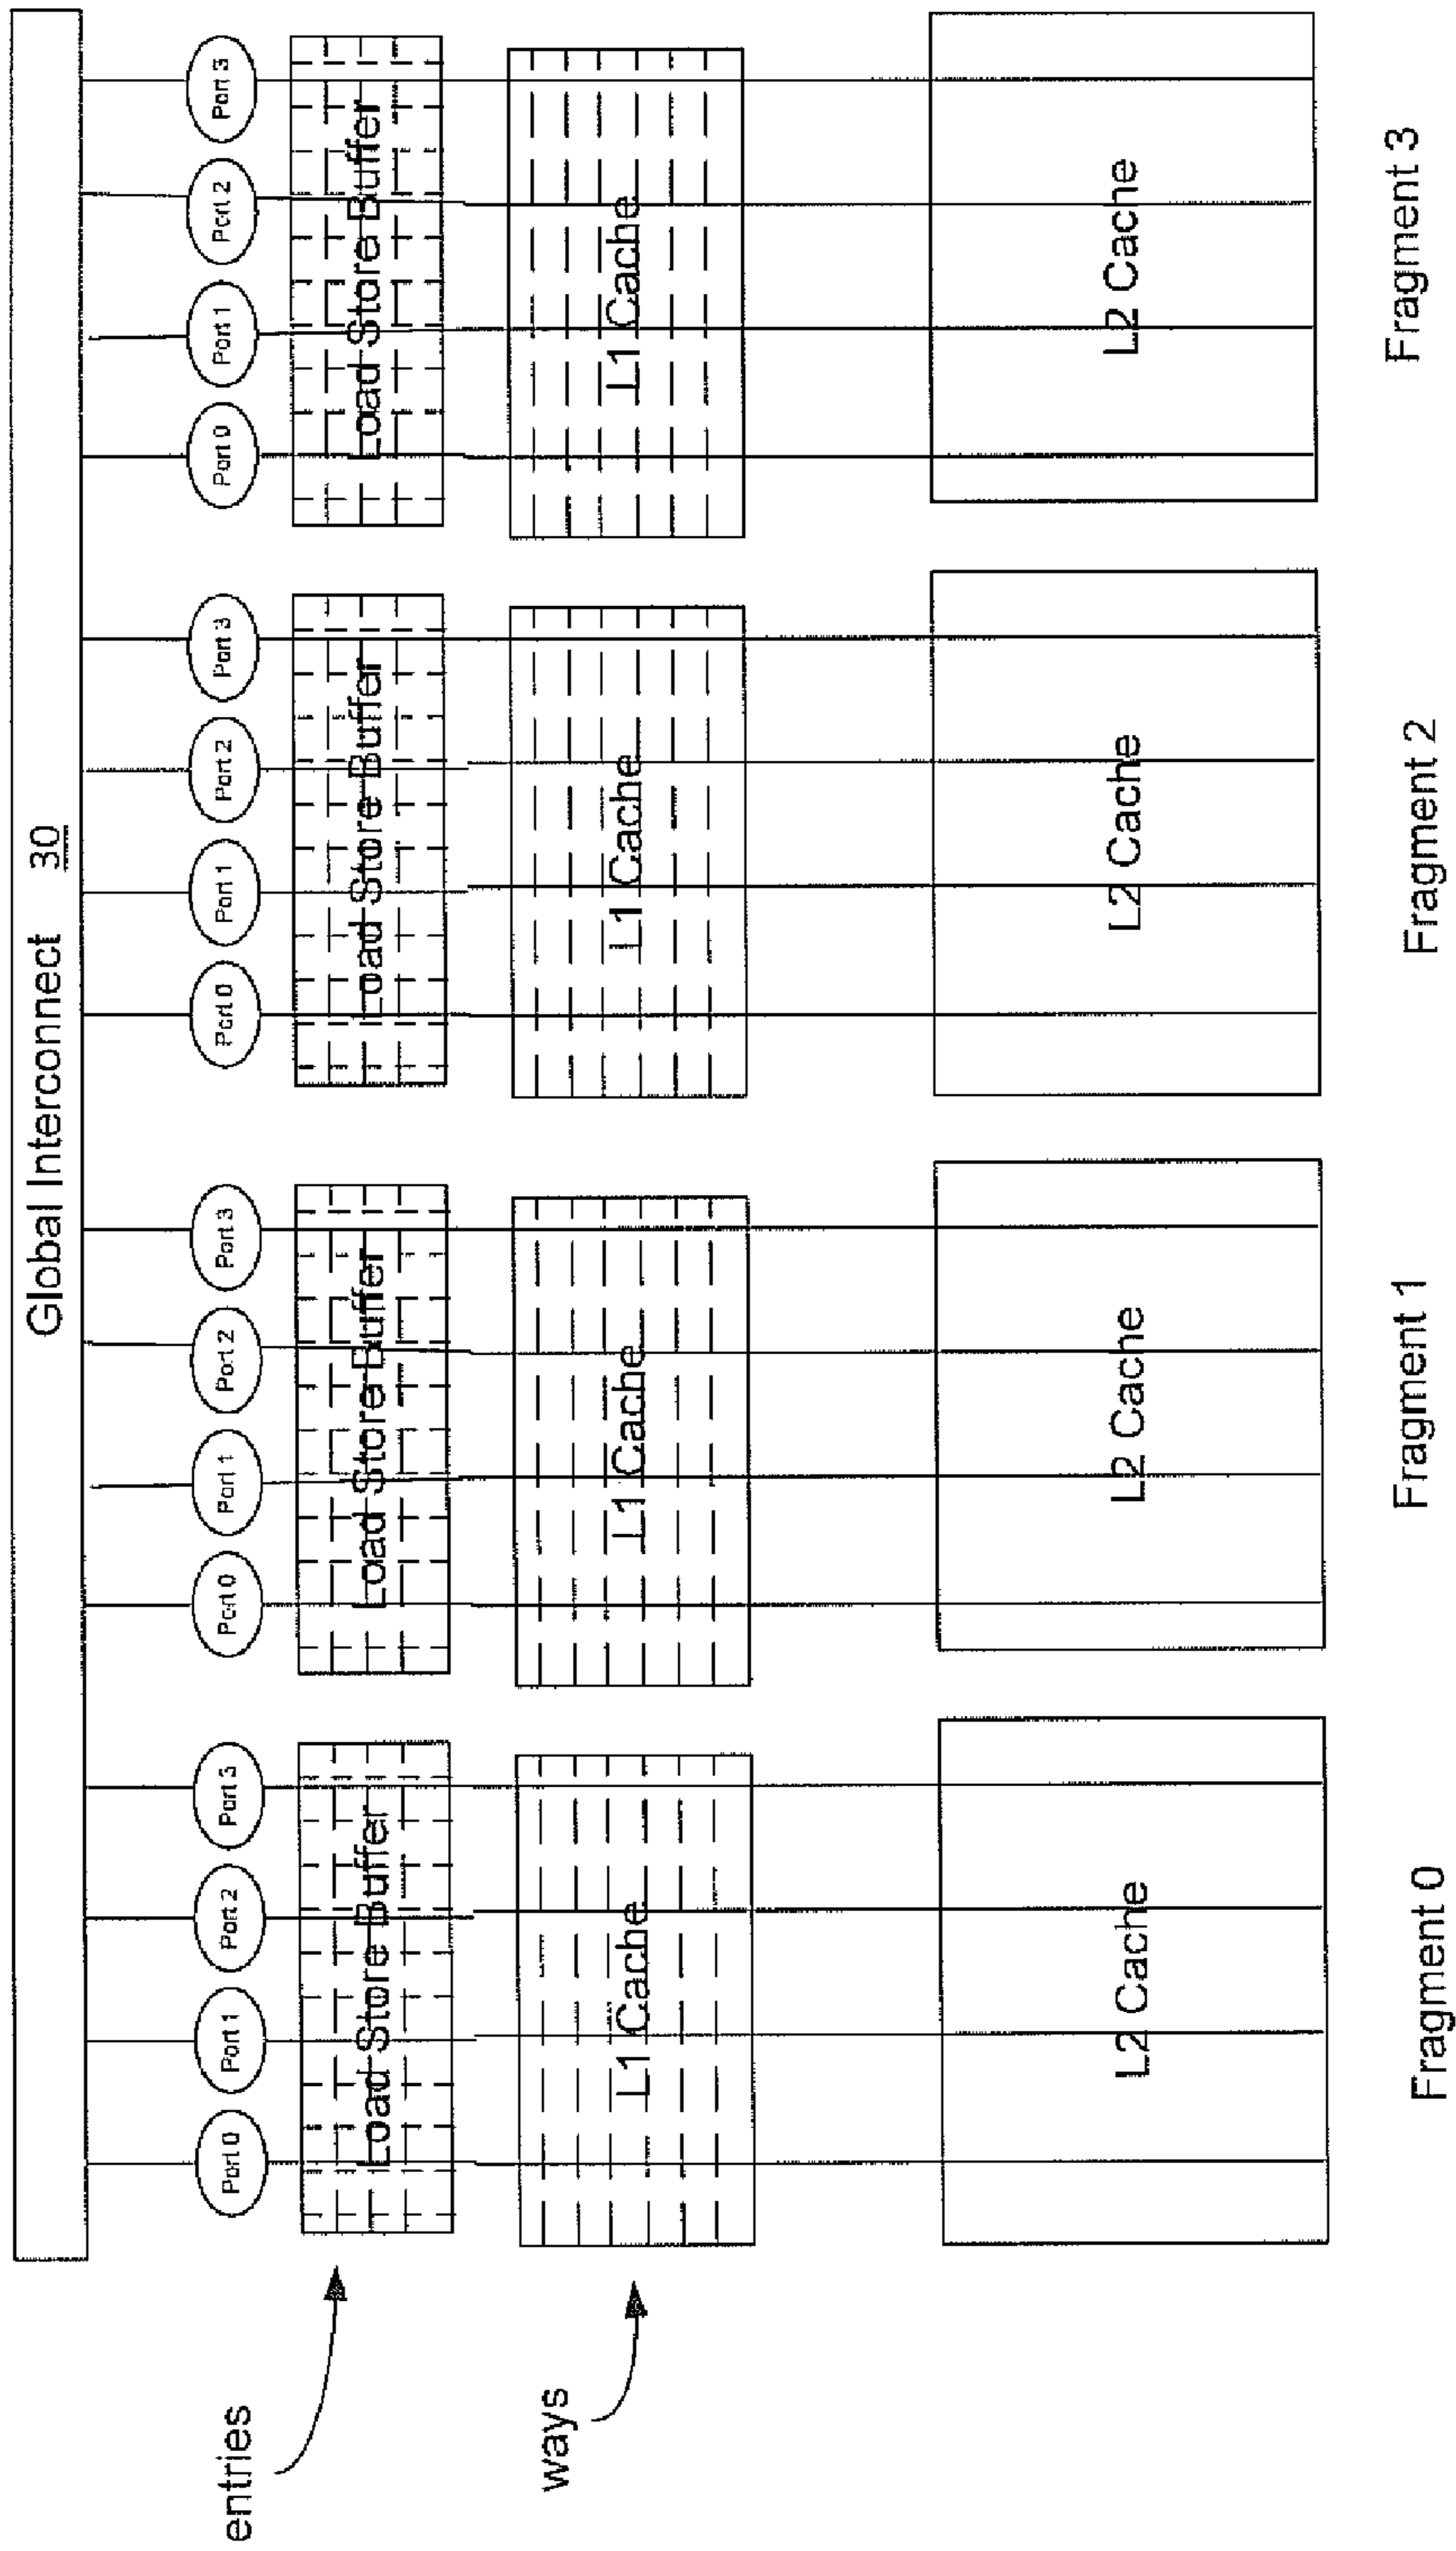 Global Interconnect 30
Port 0 Port 1 Port 2 Port 3 Port 0 Port 1 Port 2 Port 3 Port 0 Port 1 Port 2 Port 3 Port 0 Port 1 Port 2 Port 3
entries
Load Store Buffer Load Store Buffer Load Store Buffer Load Store Buffer
ways
L1 Cache L1 Cache L1 Cache L1 Cache
L2 Cache L2 Cache L2 Cache L2 Cache
Fragment 0 Fragment 1 Fragment 2 Fragment 3